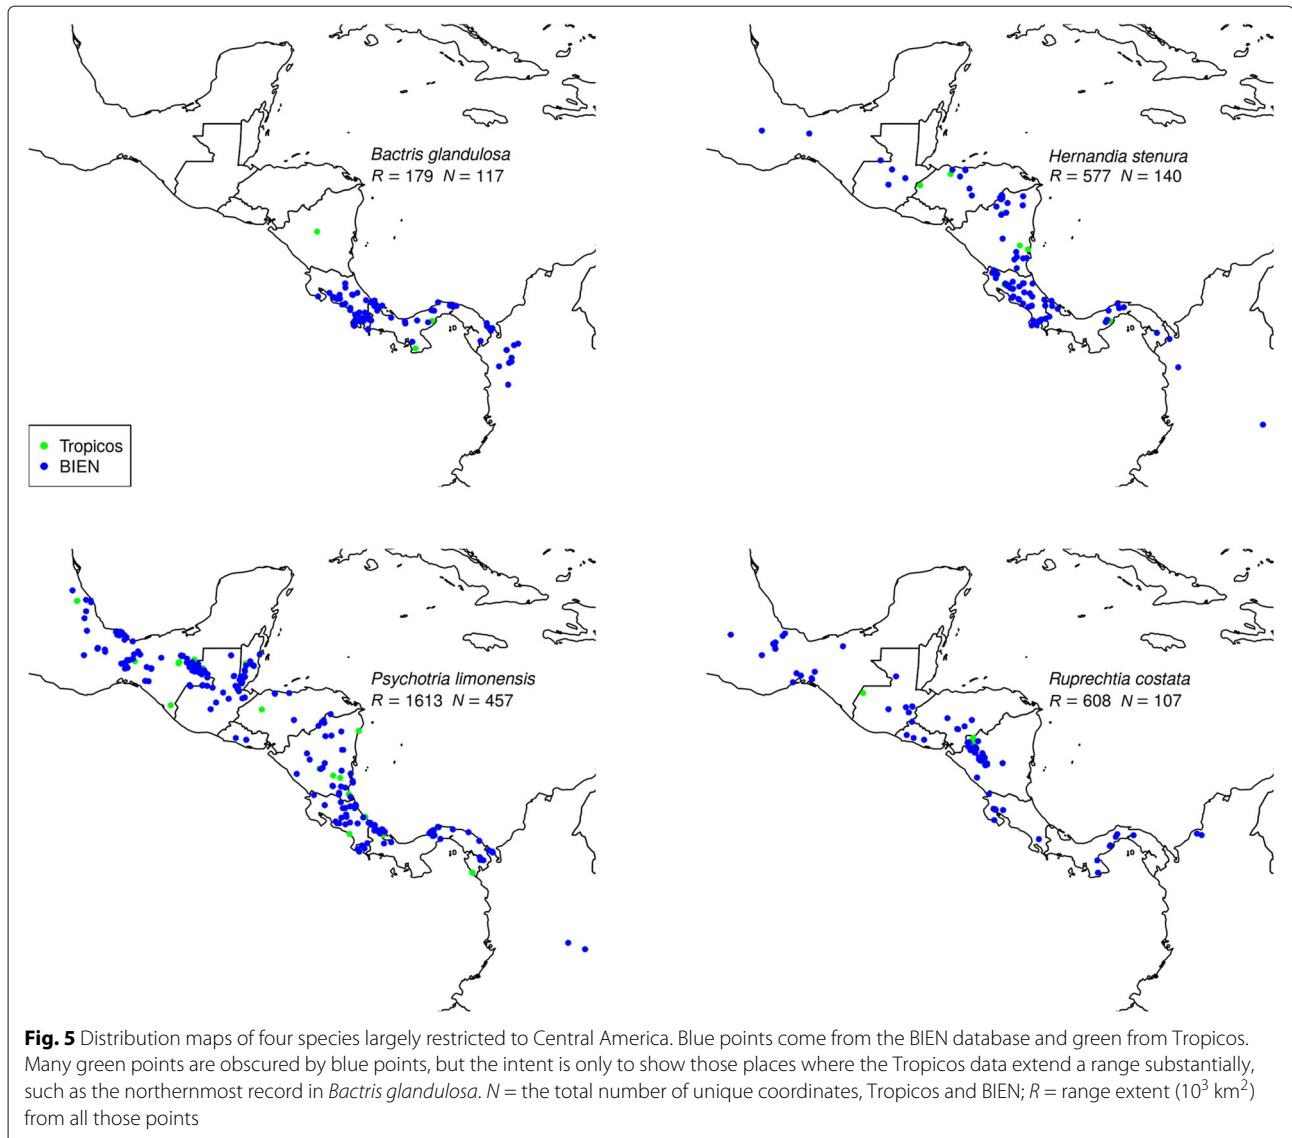 Bactris glandulosa
R = 179 N = 117
Hernandia stenura
R = 577 N = 140
Tropicos
BIEN
Psychotria limonensis
R = 1613 N = 457
Ruprechtia costata
R = 608 N = 107
Fig. 5 Distribution maps of four species largely restricted to Central America. Blue points come from the BIEN database and green from Tropicos.
Many green points are obscured by blue points, but the intent is only to show those places where the Tropicos data extend a range substantially,
such as the northernmost record in Bactris glandulosa. N = the total number of unique coordinates, Tropicos and BIEN; R = range extent (10³ km²)
from all those points